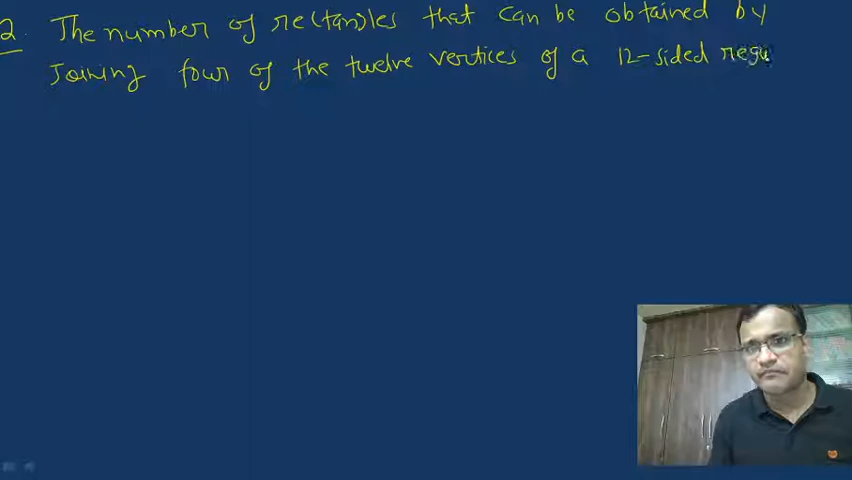 2. The number of rectangles that can be obtained by
Joining four of the twelve vertices of a 12-sided regu